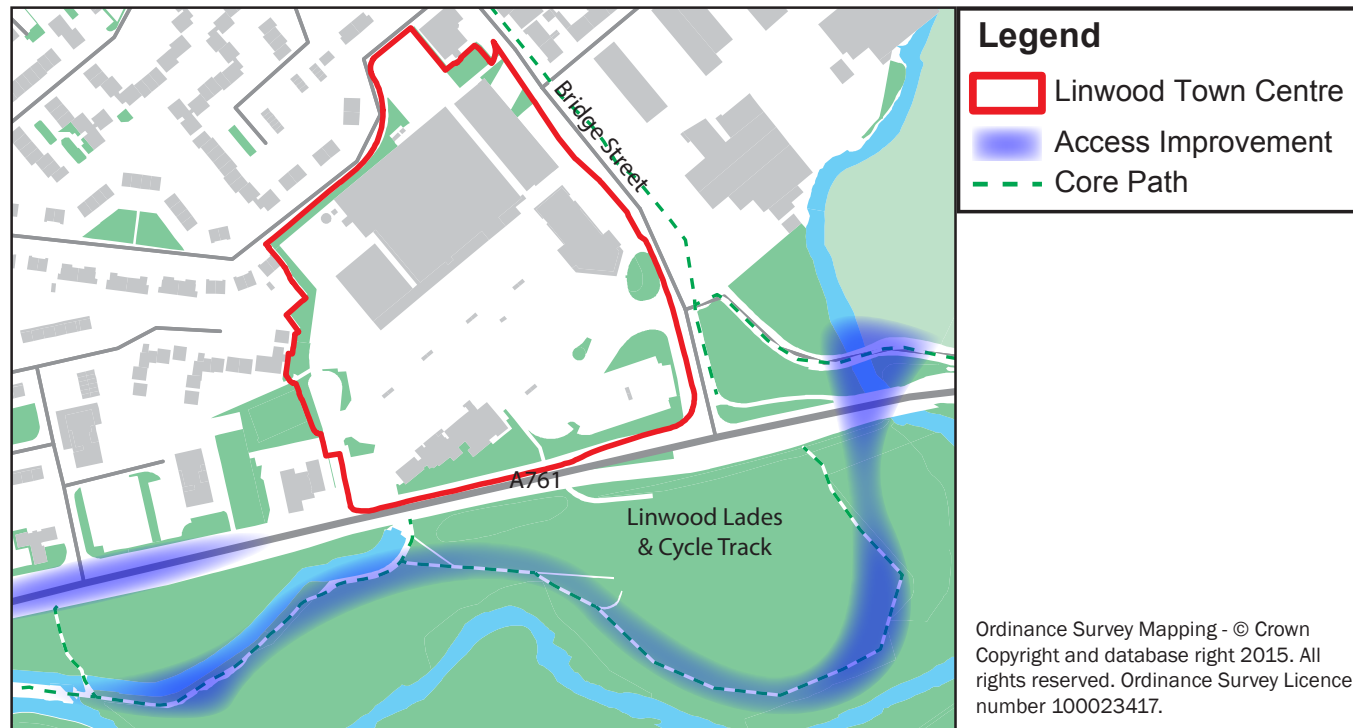 Legend
Linwood Town Centre
Access Improvement
Core Path
Bridge Street
A761
Linwood Lades
& Cycle Track
Ordinance Survey Mapping - © Crown
Copyright and database right 2015. All
rights reserved. Ordinance Survey Licence
number 100023417.